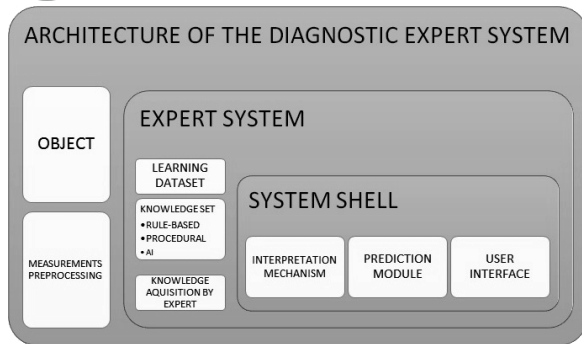 ARCHITECTURE OF THE DIAGNOSTIC EXPERT SYSTEM
OBJECT
MEASUREMENTS
PREPROCESSING
EXPERT SYSTEM
LEARNING
DATASET
KNOWLEDGE SET
•RULE-BASED
•PROCEDURAL
•AI
KNOWLEDGE
AQUISITION BY
EXPERT
SYSTEM SHELL
INTERPRETATION
MECHANISM
PREDICTION
MODULE
USER
INTERFACE